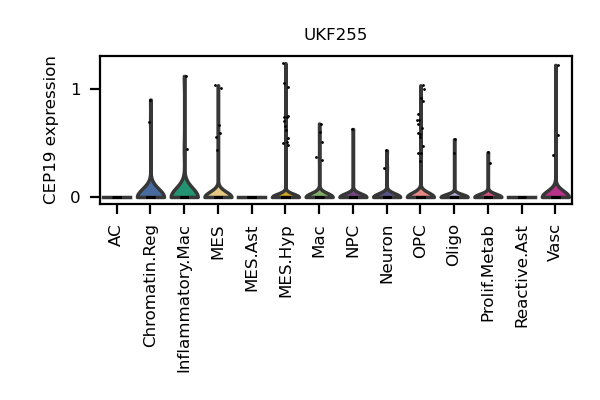 UKF255
CEP19 expression
1
0
AC
Chromatin.Reg
Inflammatory.Mac
MES
MES.Ast
MES.Hyp
Mac
NPC
Neuron
OPC
Oligo
Prolif.Metab
Reactive.Ast
Vasc